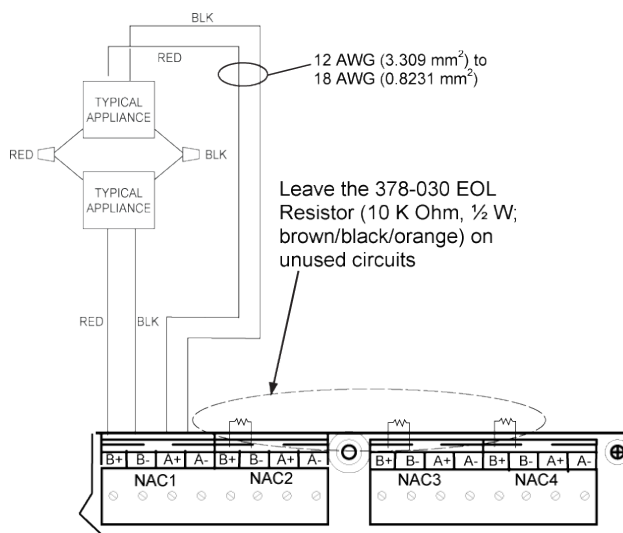 BLK
RED
12 AWG (3.309 mm²) to
18 AWG (0.8231 mm²)
TYPICAL
APPLIANCE
RED
BLK
TYPICAL
APPLIANCE
Leave the 378-030 EOL
Resistor (10 K Ohm, ½ W;
brown/black/orange) on
unused circuits
RED
BLK
B+ B- A+ A- B+ B- A+ A- B+ B- A+ A- B+ B- A+ A-
NAC1 NAC2 NAC3 NAC4